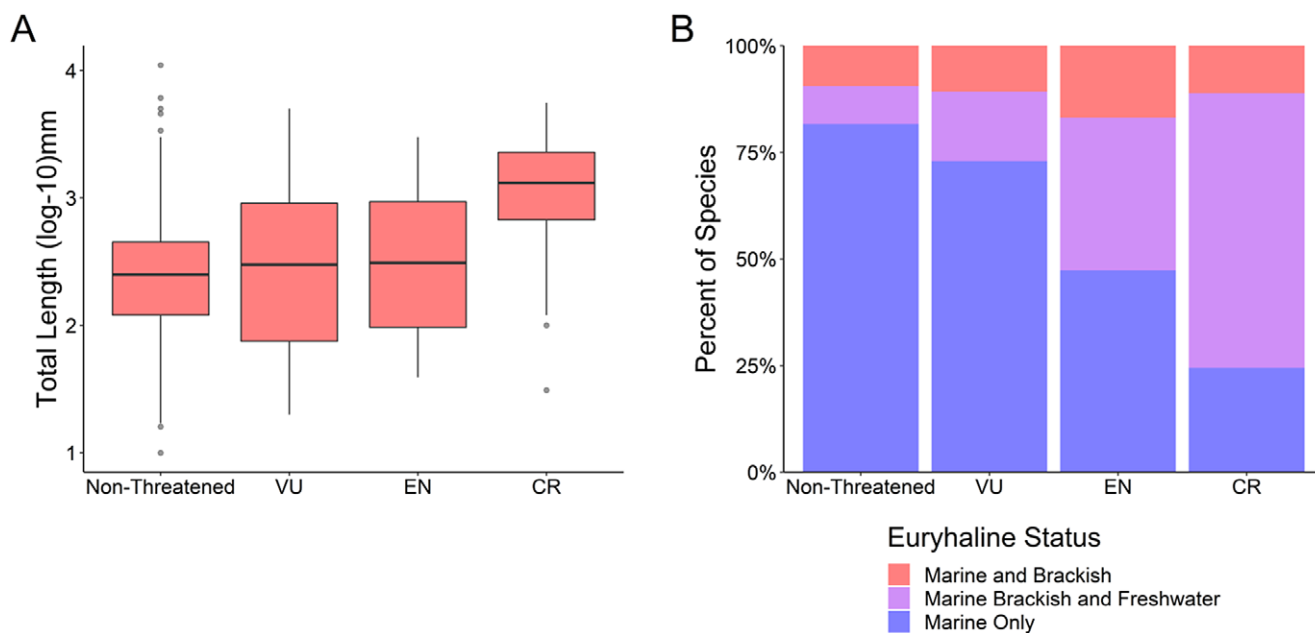 A
Total Length (log-10)mm
4
3
2
1
Non-Threatened VU EN CR
B
Percent of Species
100%
75%
50%
25%
0%
Non-Threatened VU EN CR
Euryhaline Status
Marine and Brackish
Marine Brackish and Freshwater
Marine Only